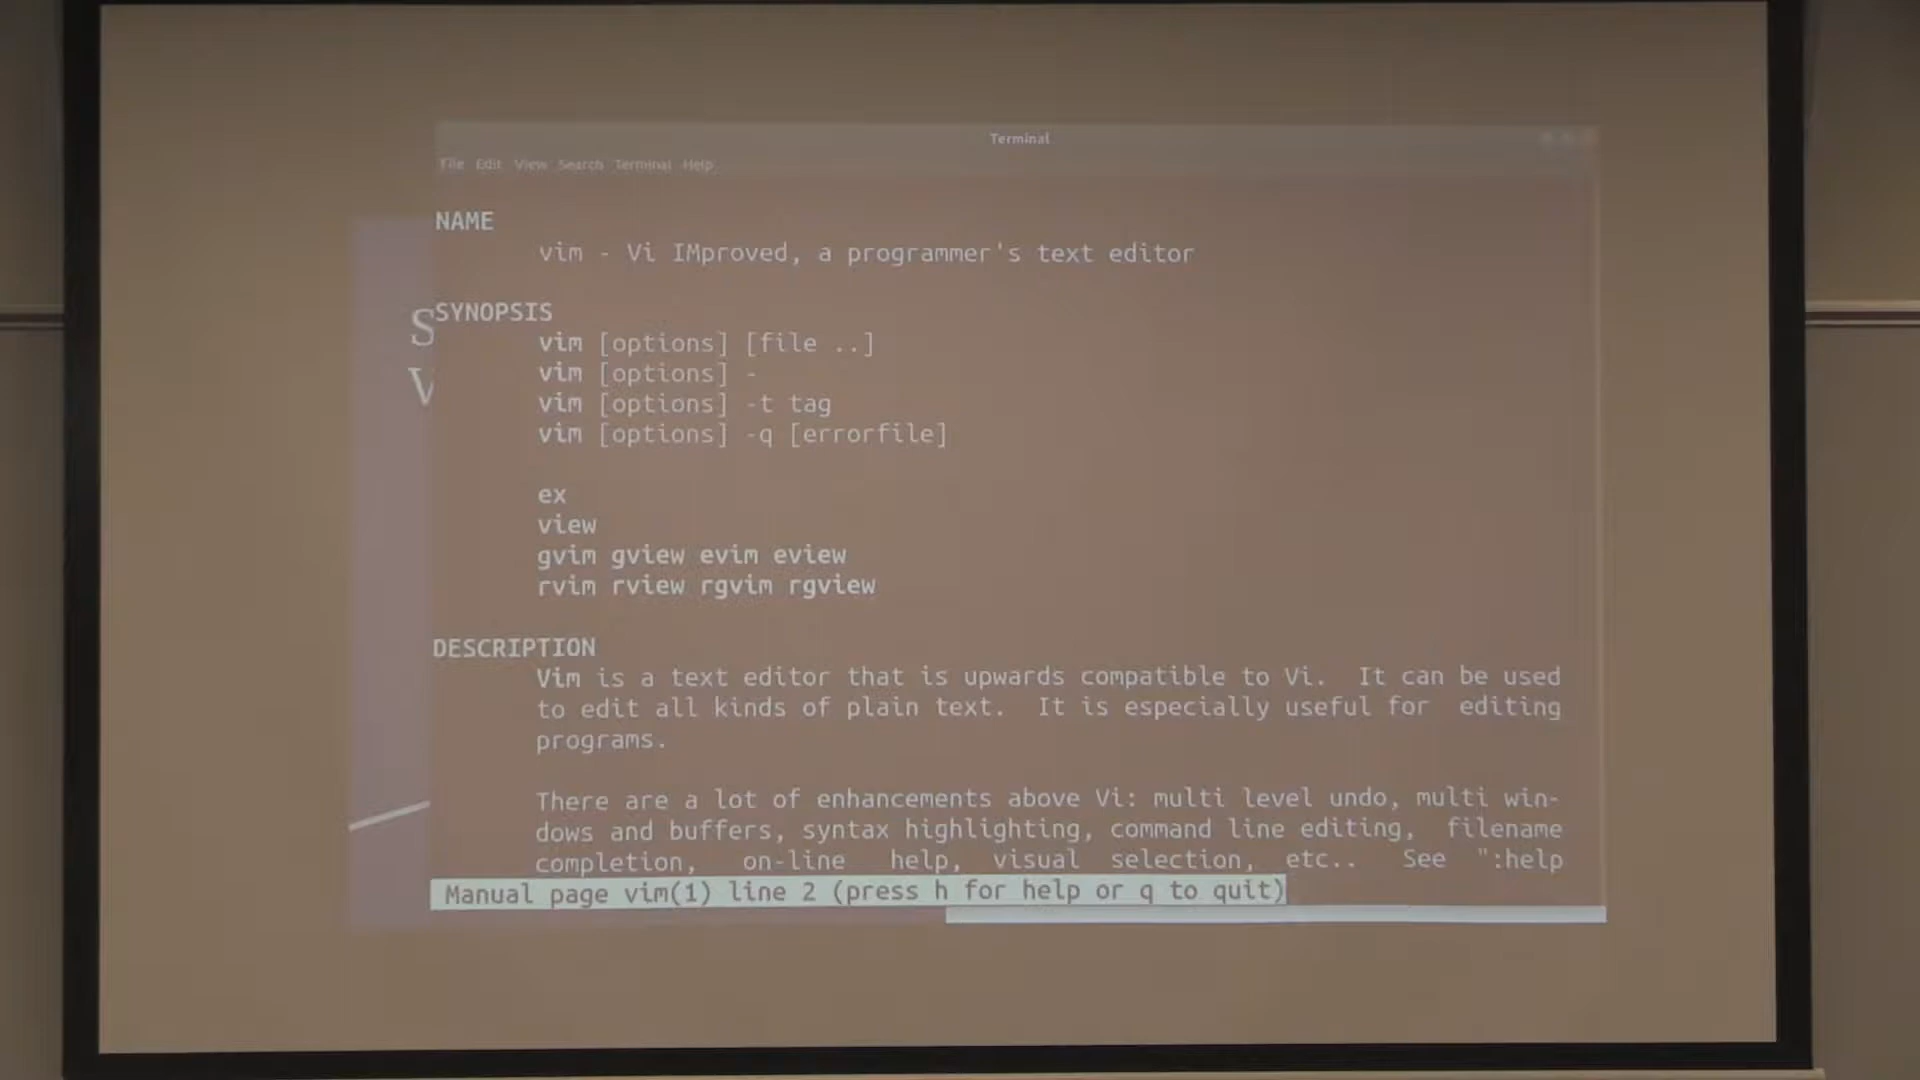 Terminal
File Edit View Search Terminal Help
NAME
vim - Vi IMproved, a programmer's text editor
S
SYNOPSIS
vim [options] [file ..]
vim [options] -
V
vim [options] -t tag
vim [options] -q [errorfile]
ex
view
gvim gview evim eview
rvim rview rgvim rgview
DESCRIPTION
Vim is a text editor that is upwards compatible to Vi. It can be used
to edit all kinds of plain text. It is especially useful for editing
programs.
There are a lot of enhancements above Vi: multi level undo, multi win-
dows and buffers, syntax highlighting, command line editing, filename
completion, on-line help, visual selection, etc.. See ":help
Manual page vim(1) line 2 (press h for help or q to quit)